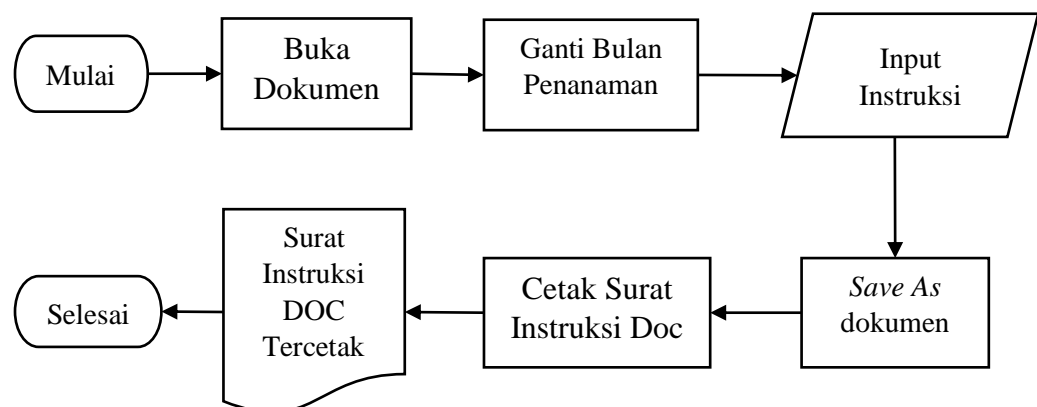 Mulai
Buka
Dokumen
Ganti Bulan
Penanaman
Input
Instruksi
Save As
dokumen
Cetak Surat
Instruksi Doc
Surat
Instruksi
DOC
Tercetak
Selesai